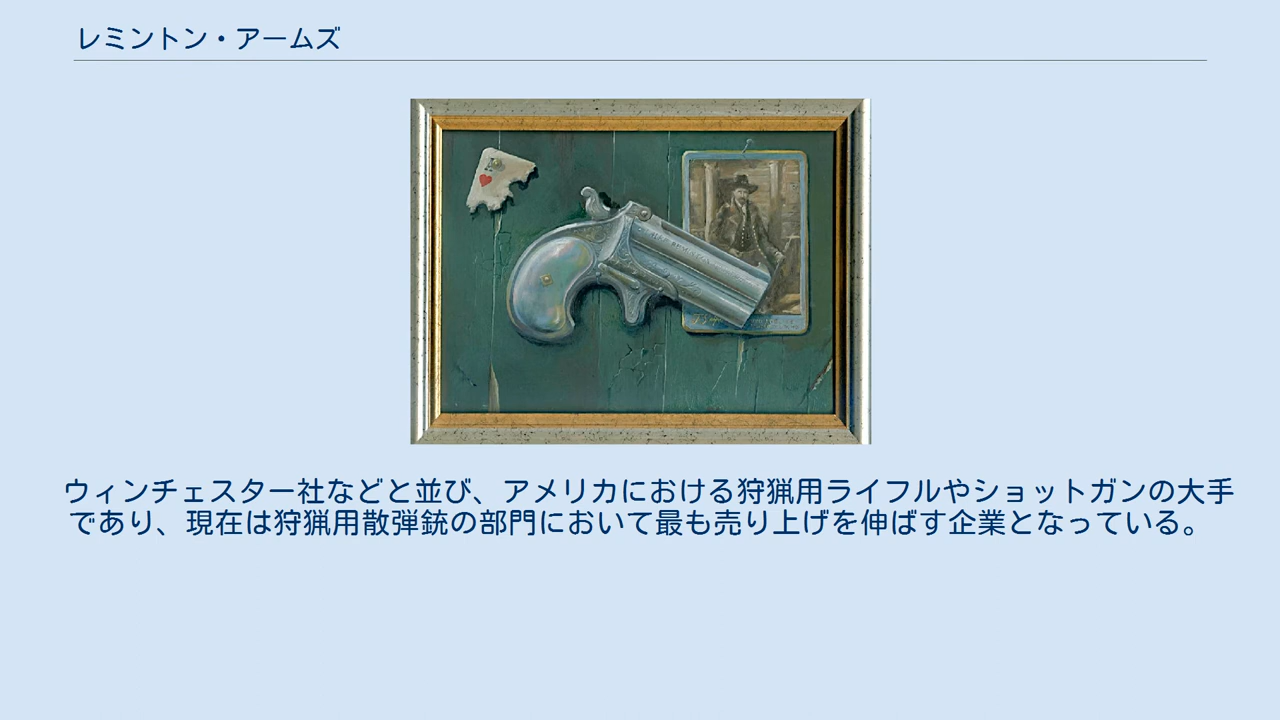 レミントン・アームズ
ウィンチェスター社などと並び、アメリカにおける狩猟用ライフルやショットガンの大手
であり、現在は狩猟用散弾銃の部門において最も売り上げを伸ばす企業となっている。